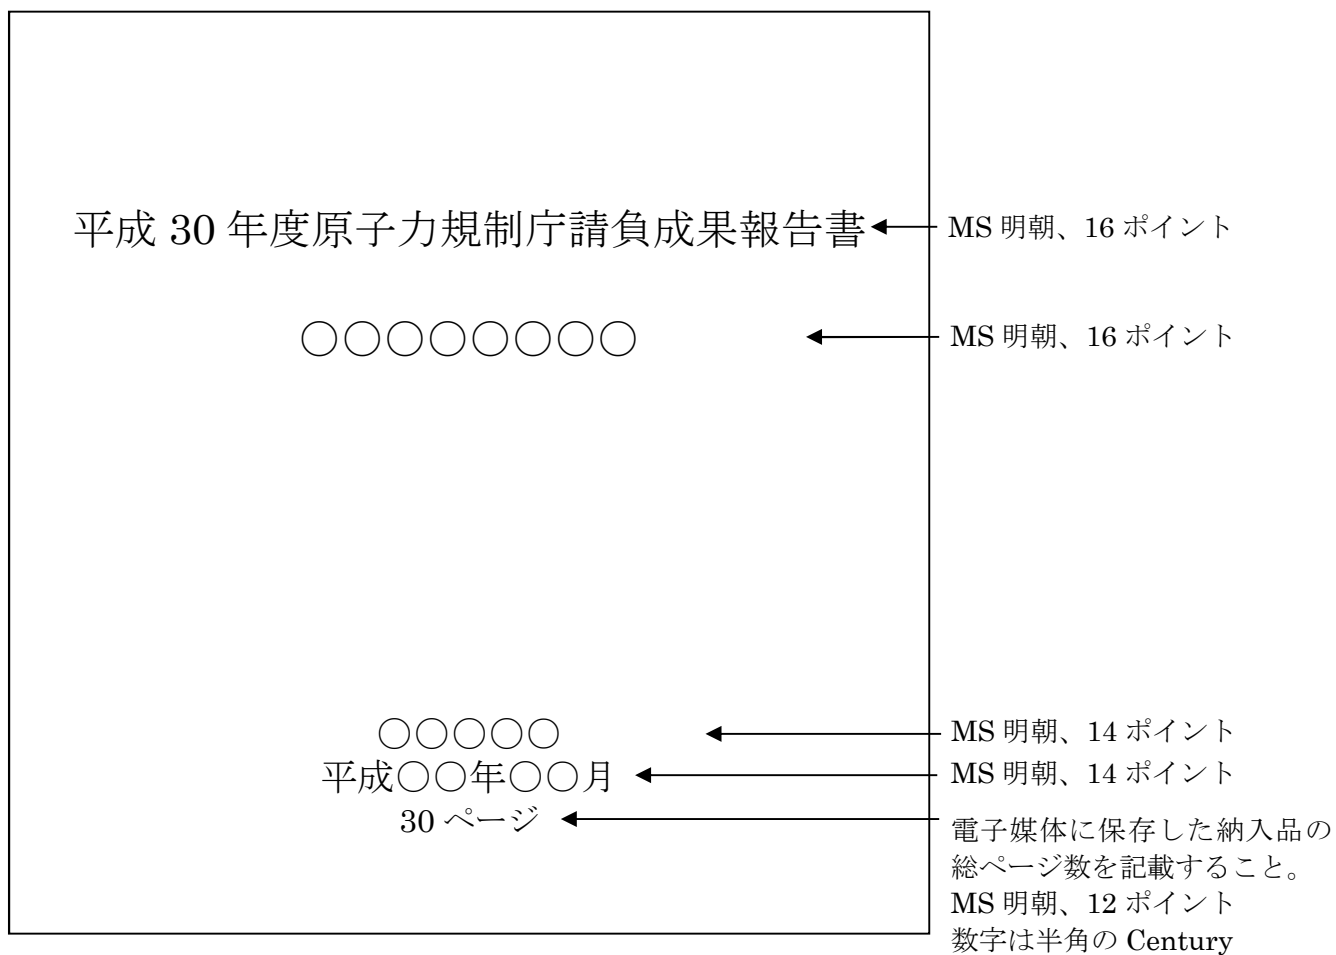 平成 30 年度原子力規制庁請負成果報告書
MS 明朝、16 ポイント
○○○○○○○○
MS 明朝、16 ポイント
○○○○○
MS 明朝、14 ポイント
平成○○年○○月
MS 明朝、14 ポイント
30 ページ
電子媒体に保存した納入品の
総ページ数を記載すること。
MS 明朝、12 ポイント
数字は半角の Century